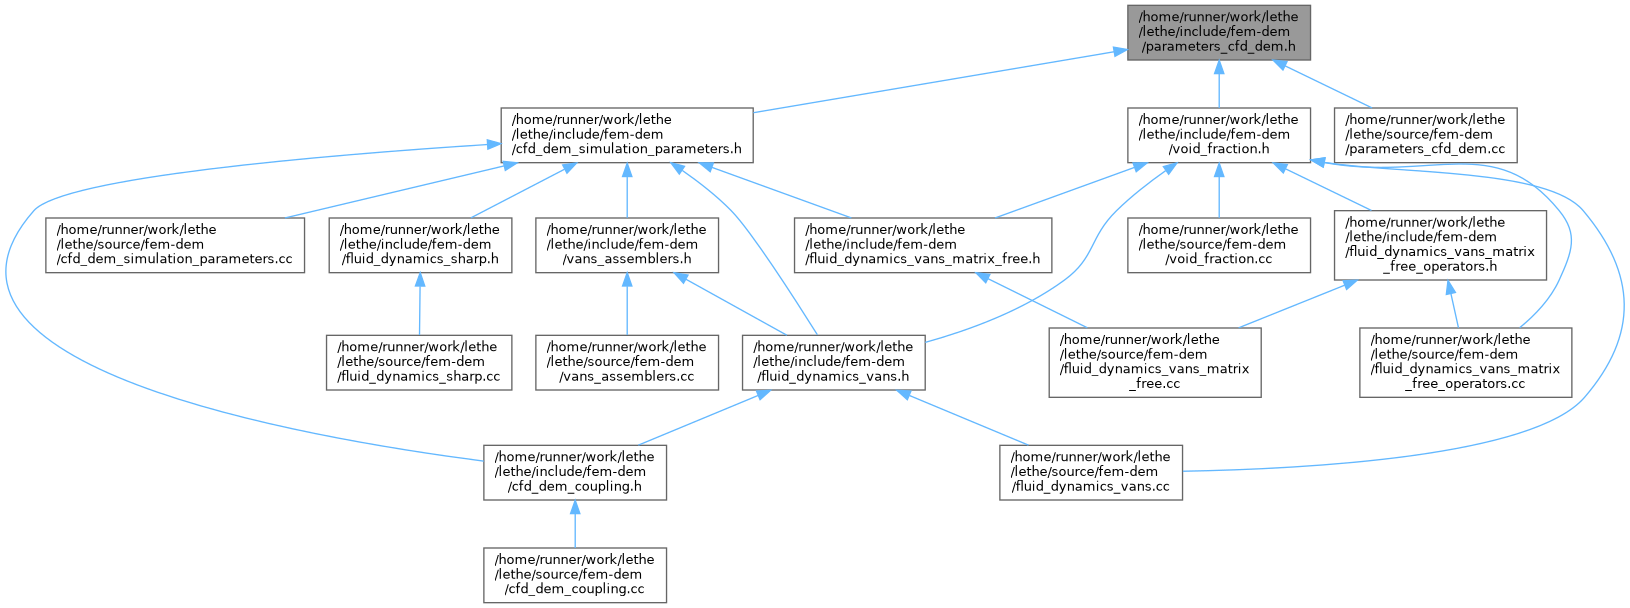 /home/runner/work/lethe
/lethe/include/fem-dem
/parameters_cfd_dem.h
/home/runner/work/lethe
/lethe/include/fem-dem
/cfd_dem_simulation_parameters.h
/home/runner/work/lethe
/lethe/include/fem-dem
/void_fraction.h
/home/runner/work/lethe
/lethe/source/fem-dem
/parameters_cfd_dem.cc
/home/runner/work/lethe
/lethe/source/fem-dem
/cfd_dem_simulation_parameters.cc
/home/runner/work/lethe
/lethe/include/fem-dem
/fluid_dynamics_sharp.h
/home/runner/work/lethe
/lethe/include/fem-dem
/vans_assemblers.h
/home/runner/work/lethe
/lethe/include/fem-dem
/fluid_dynamics_vans_matrix_free.h
/home/runner/work/lethe
/lethe/source/fem-dem
/void_fraction.cc
/home/runner/work/lethe
/lethe/include/fem-dem
/fluid_dynamics_vans_matrix
_free_operators.h
/home/runner/work/lethe
/lethe/source/fem-dem
/fluid_dynamics_sharp.cc
/home/runner/work/lethe
/lethe/source/fem-dem
/vans_assemblers.cc
/home/runner/work/lethe
/lethe/include/fem-dem
/fluid_dynamics_vans.h
/home/runner/work/lethe
/lethe/source/fem-dem
/fluid_dynamics_vans_matrix
_free.cc
/home/runner/work/lethe
/lethe/source/fem-dem
/fluid_dynamics_vans_matrix
_free_operators.cc
/home/runner/work/lethe
/lethe/include/fem-dem
/cfd_dem_coupling.h
/home/runner/work/lethe
/lethe/source/fem-dem
/fluid_dynamics_vans.cc
/home/runner/work/lethe
/lethe/source/fem-dem
/cfd_dem_coupling.cc